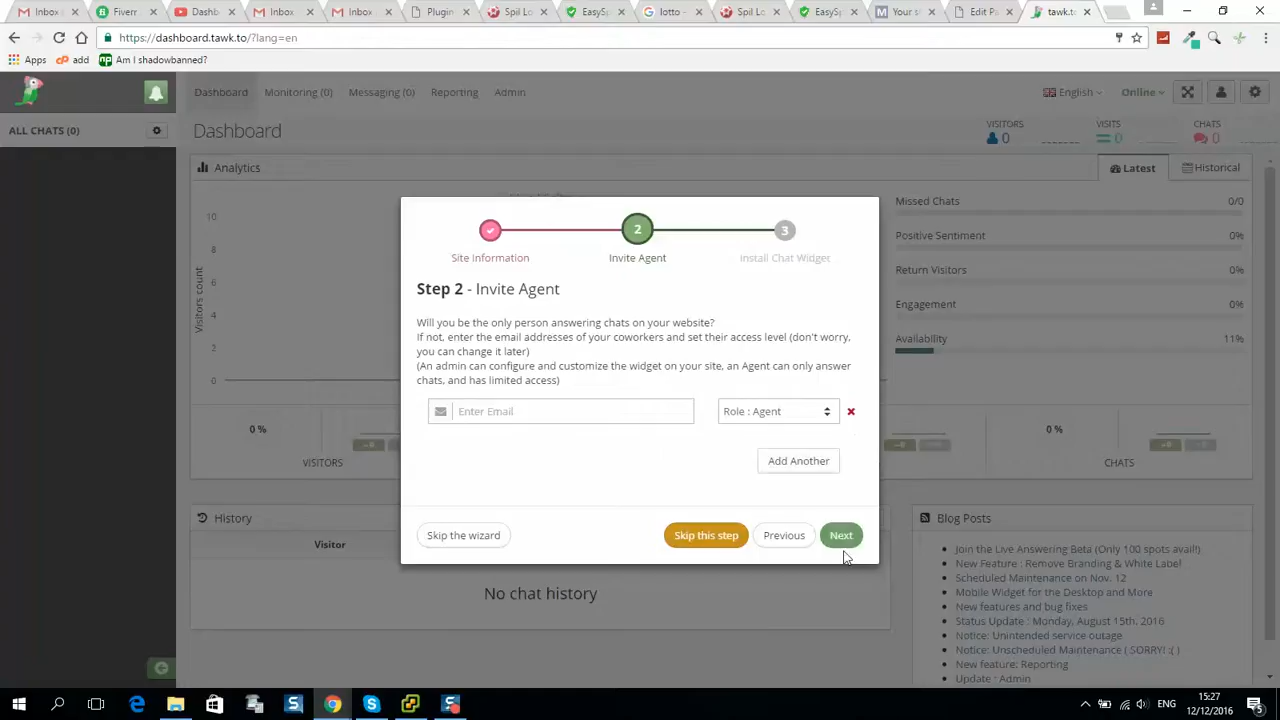 Inbox
Fiverr
Dashb
Inbox
Inbox
Plugin
Spil Lo
EasySp
lotto -
Spil Lo
EasySp
Your s
Edit P
tawk.t
https://dashboard.tawk.to/?lang=en
Apps
add
Am I shadowbanned?
Dashboard
Monitoring (0)
Messaging (0)
Reporting
Admin
English
Online
ALL CHATS (0)
Dashboard
VISITORS
0
VISITS
0
CHATS
0
Analytics
Latest
Historical
10
8
6
4
2
0
Visitors count
Missed Chats
0/0
Positive Sentiment
0%
Return Visitors
0%
Engagement
0%
Availability
11%
2
3
Site Information
Invite Agent
Install Chat Widget
Step 2 - Invite Agent
Will you be the only person answering chats on your website?
If not, enter the email addresses of your coworkers and set their access level (don't worry,
you can change it later)
(An admin can configure and customize the widget on your site, an Agent can only answer
chats, and has limited access)
Enter Email
Role : Agent
Add Another
Skip the wizard
Skip this step
Previous
Next
0 %
VISITORS
0 %
CHATS
History
Visitor
No chat history
Blog Posts
Join the Live Answering Beta (Only 100 spots avail!)
New Feature : Remove Branding & White Label!
Scheduled Maintenance on Nov. 12
Mobile Widget for the Desktop and More
New features and bug fixes
Status Update : Monday, August 15th, 2016
Notice: Unintended service outage
Notice: Unscheduled Maintenance ( SORRY! :( )
New feature: Reporting
Update : Admin
ENG
15:27
12/12/2016